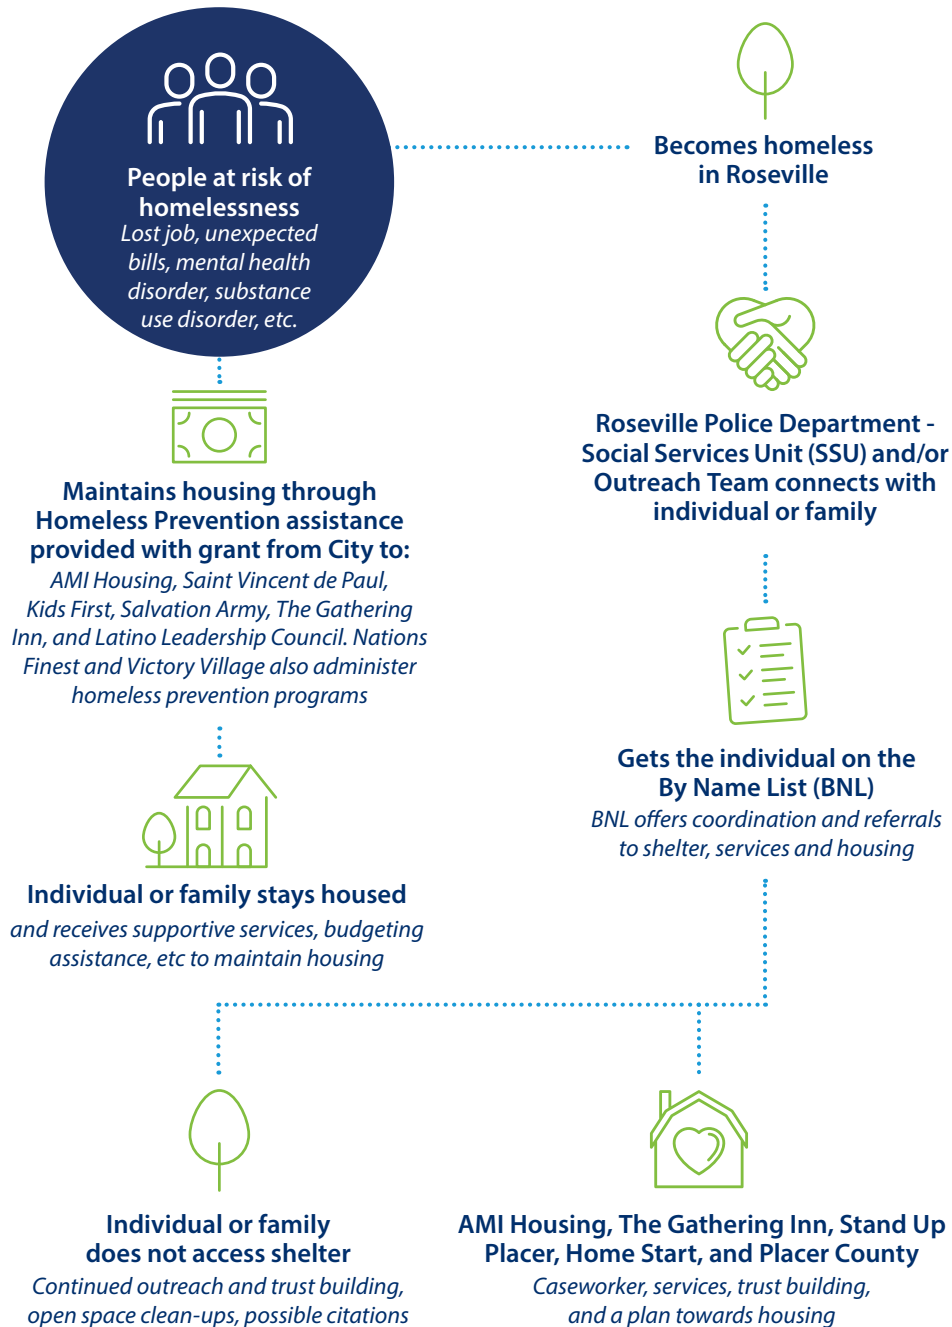 People at risk of
homelessness
Lost job, unexpected
bills, mental health
disorder, substance
use disorder, etc.
Becomes homeless
in Roseville
Roseville Police Department -
Social Services Unit (SSU) and/or
Outreach Team connects with
individual or family
Maintains housing through
Homeless Prevention assistance
provided with grant from City to:
AMI Housing, Saint Vincent de Paul,
Kids First, Salvation Army, The Gathering
Inn, and Latino Leadership Council. Nations
Finest and Victory Village also administer
homeless prevention programs
Gets the individual on the
By Name List (BNL)
BNL offers coordination and referrals
to shelter, services and housing
Individual or family stays housed
and receives supportive services, budgeting
assistance, etc to maintain housing
Individual or family
does not access shelter
Continued outreach and trust building,
open space clean-ups, possible citations
AMI Housing, The Gathering Inn, Stand Up
Placer, Home Start, and Placer County
Caseworker, services, trust building,
and a plan towards housing